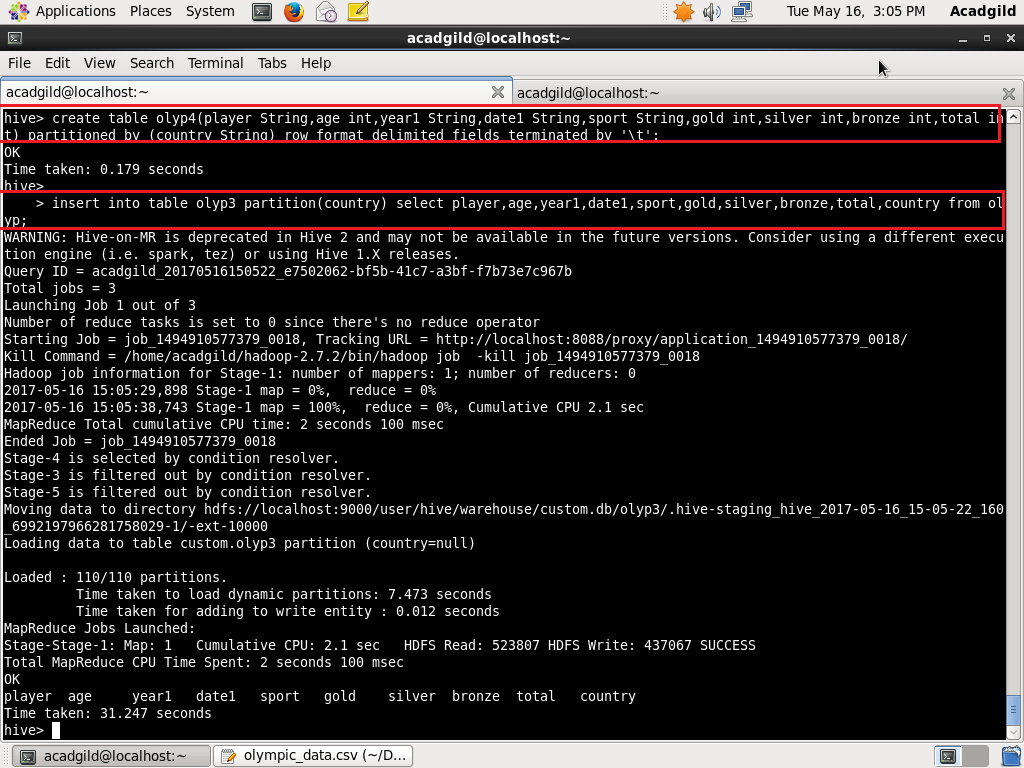 Applications Places System Tue May 16, 3:05 PM Acadgild
acadgild@localhost:~
File Edit View Search Terminal Tabs Help
acadgild@localhost:~ acadgild@localhost:~
hive> create table olyp4(player String,age int,year1 String,date1 String,sport String,gold int,silver int,bronze int,total in
t) partitioned by (country String) row format delimited fields terminated by '\t';
OK
Time taken: 0.179 seconds
hive>
    > insert into table olyp3 partition(country) select player,age,year1,date1,sport,gold,silver,bronze,total,country from ol
yp;
WARNING: Hive-on-MR is deprecated in Hive 2 and may not be available in the future versions. Consider using a different execu
tion engine (i.e. spark, tez) or using Hive 1.X releases.
Query ID = acadgild_20170516150522_e7502062-bf5b-41c7-a3bf-f7b73e7c967b
Total jobs = 3
Launching Job 1 out of 3
Number of reduce tasks is set to 0 since there's no reduce operator
Starting Job = job_1494910577379_0018, Tracking URL = http://localhost:8088/proxy/application_1494910577379_0018/
Kill Command = /home/acadgild/hadoop-2.7.2/bin/hadoop job  -kill job_1494910577379_0018
Hadoop job information for Stage-1: number of mappers: 1; number of reducers: 0
2017-05-16 15:05:29,898 Stage-1 map = 0%,  reduce = 0%
2017-05-16 15:05:38,743 Stage-1 map = 100%,  reduce = 0%, Cumulative CPU 2.1 sec
MapReduce Total cumulative CPU time: 2 seconds 100 msec
Ended Job = job_1494910577379_0018
Stage-4 is selected by condition resolver.
Stage-3 is filtered out by condition resolver.
Stage-5 is filtered out by condition resolver.
Moving data to directory hdfs://localhost:9000/user/hive/warehouse/custom.db/olyp3/.hive-staging_hive_2017-05-16_15-05-22_160
_6992197966281758029-1/-ext-10000
Loading data to table custom.olyp3 partition (country=null)
Loaded : 110/110 partitions.
         Time taken to load dynamic partitions: 7.473 seconds
         Time taken for adding to write entity : 0.012 seconds
MapReduce Jobs Launched:
Stage-Stage-1: Map: 1   Cumulative CPU: 2.1 sec   HDFS Read: 523807 HDFS Write: 437067 SUCCESS
Total MapReduce CPU Time Spent: 2 seconds 100 msec
OK
player  age     year1   date1   sport   gold    silver  bronze  total   country
Time taken: 31.247 seconds
hive>
acadgild@localhost:~ olympic_data.csv (~/D...